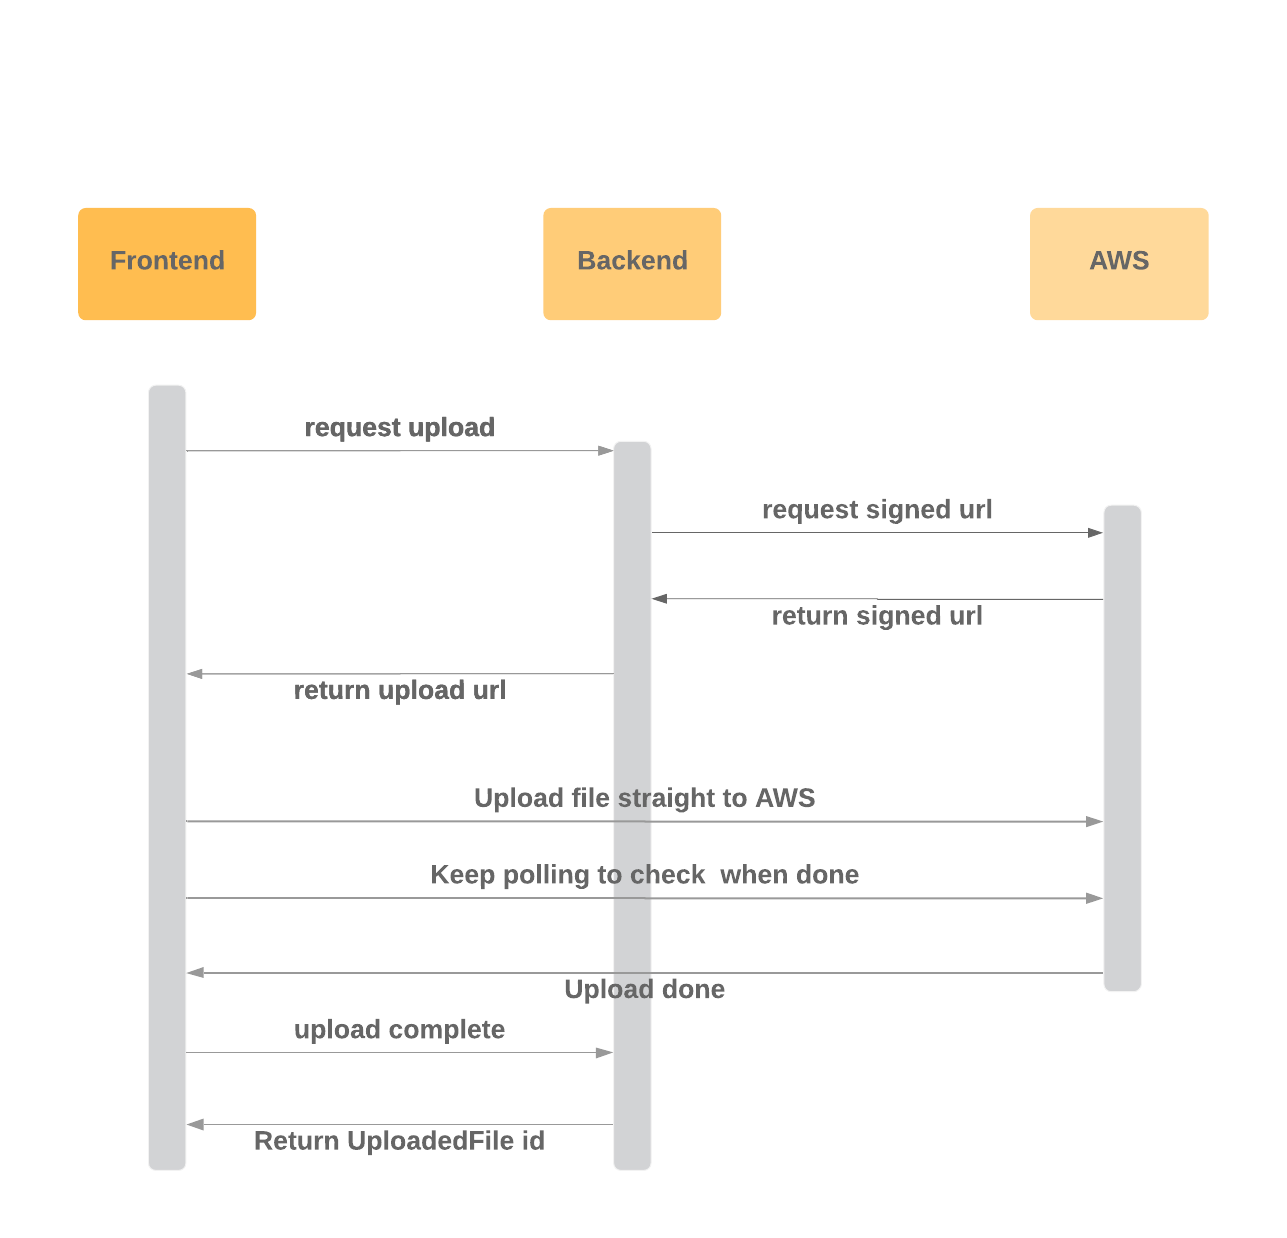 Frontend
Backend
AWS
request upload
request signed url
return signed url
return upload url
Upload file straight to AWS
Keep polling to check  when done
Upload done
upload complete
Return UploadedFile id